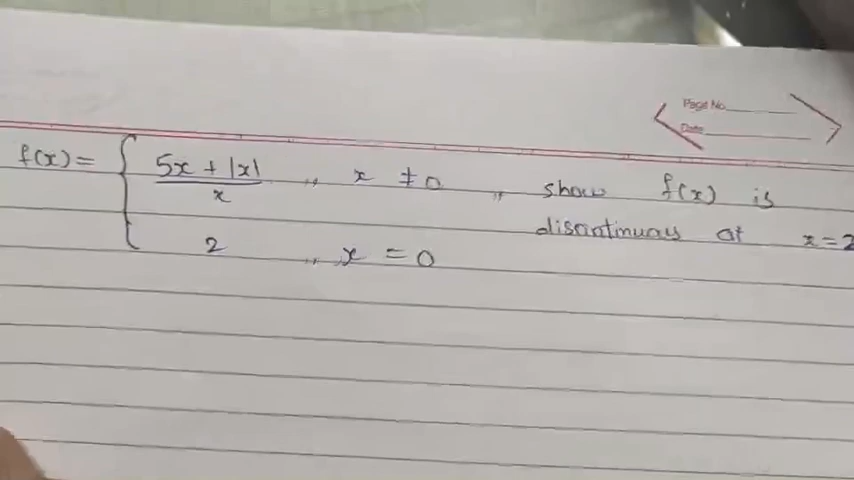 Page No.
Date
f(x) = { 5x + |x| / x ,, x ≠ 0 ,, show f(x) is
discontinuous at x = 2
2 ,, x = 0